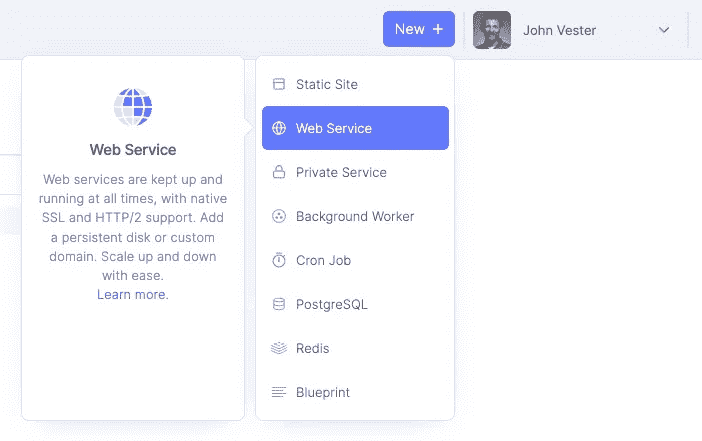 New +
John Vester
Web Service
Web services are kept up and
running at all times, with native
SSL and HTTP/2 support. Add
a persistent disk or custom
domain. Scale up and down
with ease.
Learn more.
Static Site
Web Service
Private Service
Background Worker
Cron Job
PostgreSQL
Redis
Blueprint